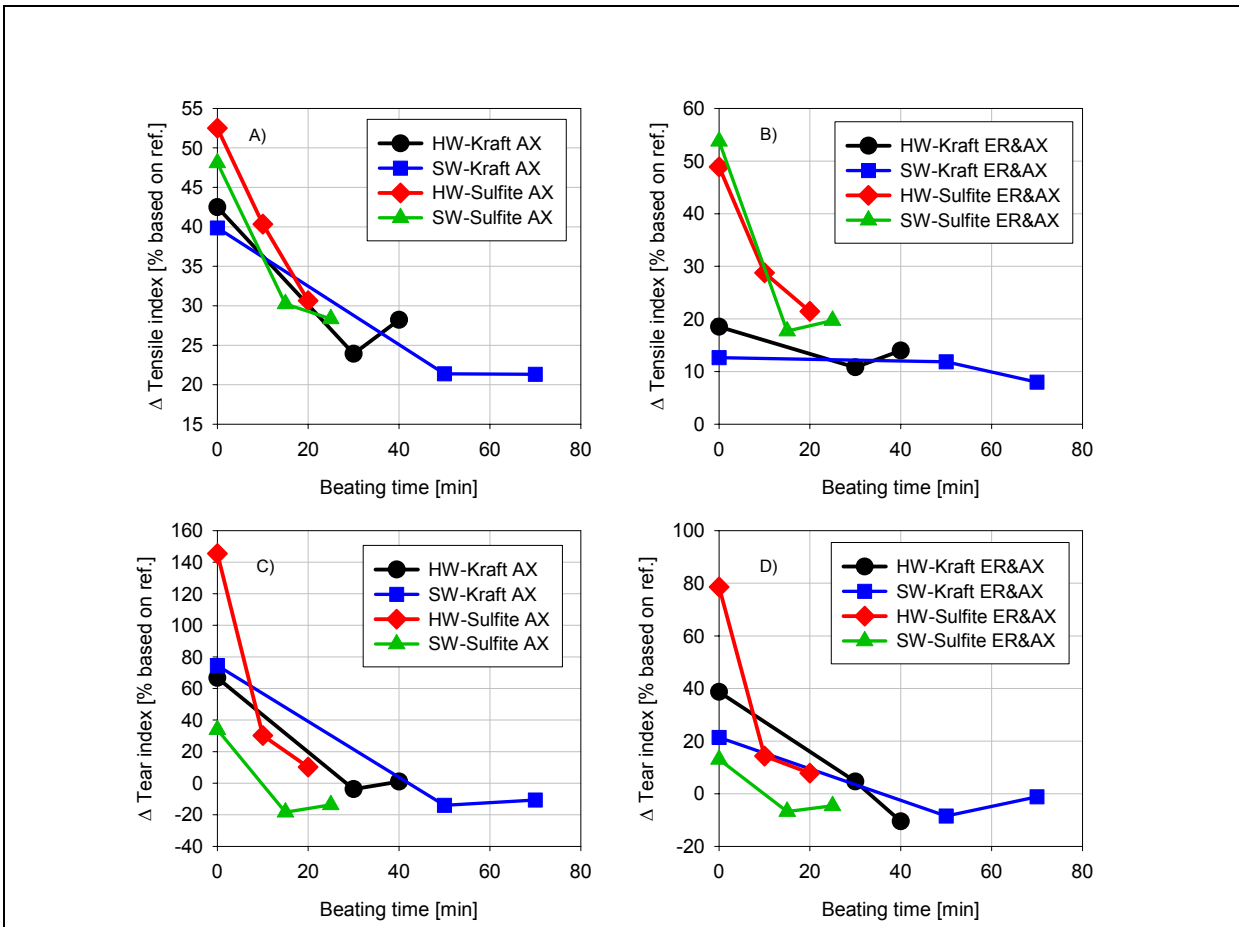 A)
HW-Kraft AX
SW-Kraft AX
HW-Sulfite AX
SW-Sulfite AX
Δ Tensile index [% based on ref.]
55
50
45
40
35
30
25
20
15
0 20 40 60 80
Beating time [min]
B)
HW-Kraft ER&AX
SW-Kraft ER&AX
HW-Sulfite ER&AX
SW-Sulfite ER&AX
Δ Tensile index [% based on ref.]
60
50
40
30
20
10
0
0 20 40 60 80
Beating time [min]
C)
HW-Kraft AX
SW-Kraft AX
HW-Sulfite AX
SW-Sulfite AX
Δ Tear index [% based on ref.]
160
140
120
100
80
60
40
20
0
-20
-40
0 20 40 60 80
Beating time [min]
D)
HW-Kraft ER&AX
SW-Kraft ER&AX
HW-Sulfite ER&AX
SW-Sulfite ER&AX
Δ Tear index [% based on ref.]
100
80
60
40
20
0
-20
0 20 40 60 80
Beating time [min]